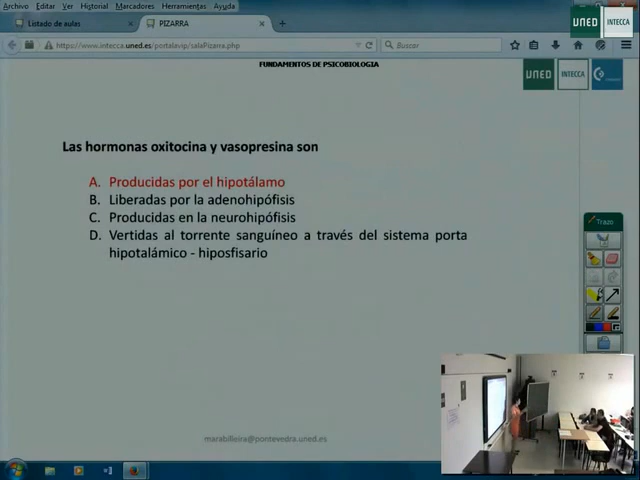 Archivo Editar Ver Historial Marcadores Herramientas Ayuda
Listado de aulas
PIZARRA
https://www.intecca.uned.es/portalavip/salaPizarra.php
Buscar
UNED
INTECCA
FUNDAMENTOS DE PSICOBIOLOGIA
UNED
INTECCA
Las hormonas oxitocina y vasopresina son
A. Producidas por el hipotálamo
B. Liberadas por la adenohipófisis
C. Producidas en la neurohipófisis
D. Vertidas al torrente sanguíneo a través del sistema porta
hipotalámico - hiposfisario
Trazo
marabilleira@pontevedra.uned.es